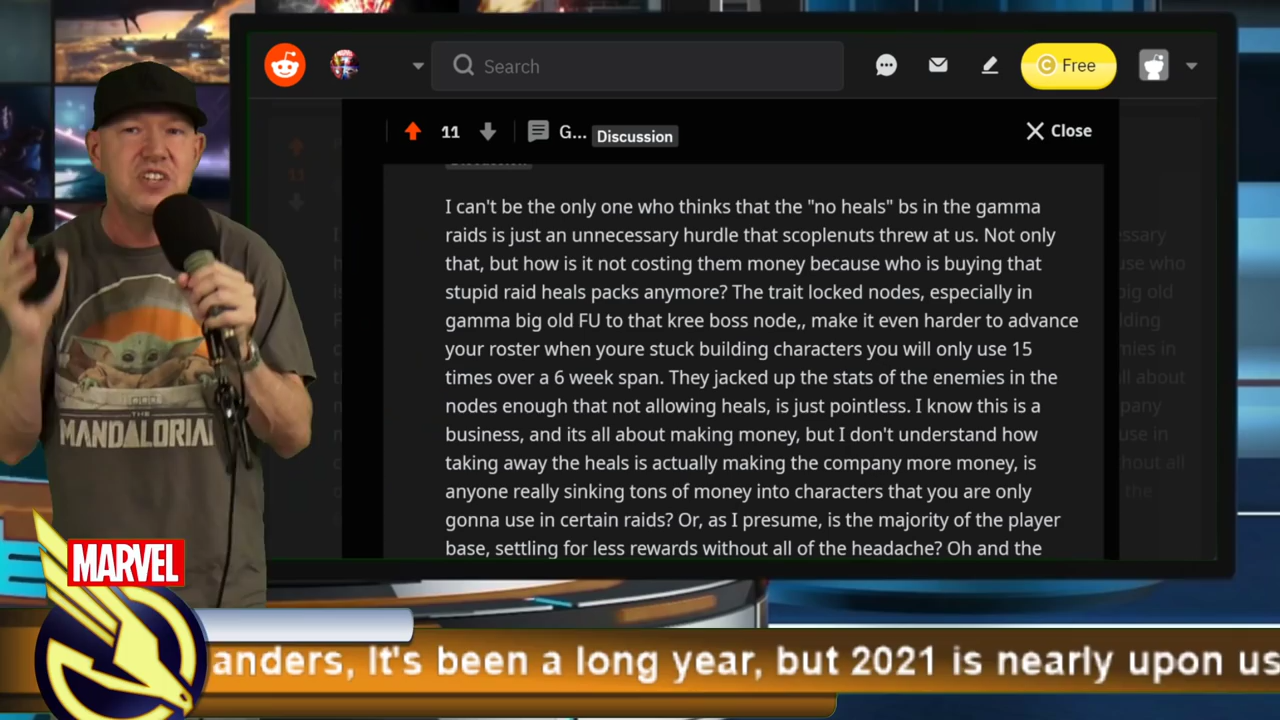 Search
Free
11
G...
Discussion
Close
I can't be the only one who thinks that the "no heals" bs in the gamma
raids is just an unnecessary hurdle that scoplenuts threw at us. Not only
that, but how is it not costing them money because who is buying that
stupid raid heals packs anymore? The trait locked nodes, especially in
gamma big old FU to that kree boss node,, make it even harder to advance
your roster when youre stuck building characters you will only use 15
times over a 6 week span. They jacked up the stats of the enemies in the
nodes enough that not allowing heals, is just pointless. I know this is a
business, and its all about making money, but I don't understand how
taking away the heals is actually making the company more money, is
anyone really sinking tons of money into characters that you are only
gonna use in certain raids? Or, as I presume, is the majority of the player
base, settling for less rewards without all of the headache? Oh and the
THE
MANDALORIAN
MARVEL
anders, It's been a long year, but 2021 is nearly upon us